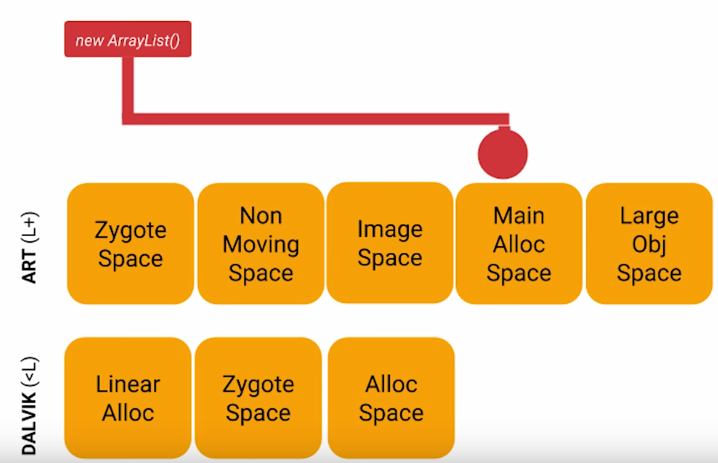 new ArrayList()
ART (L+)
Zygote
Space
Non
Moving
Space
Image
Space
Main
Alloc
Space
Large
Obj
Space
DALVIK (<L)
Linear
Alloc
Zygote
Space
Alloc
Space